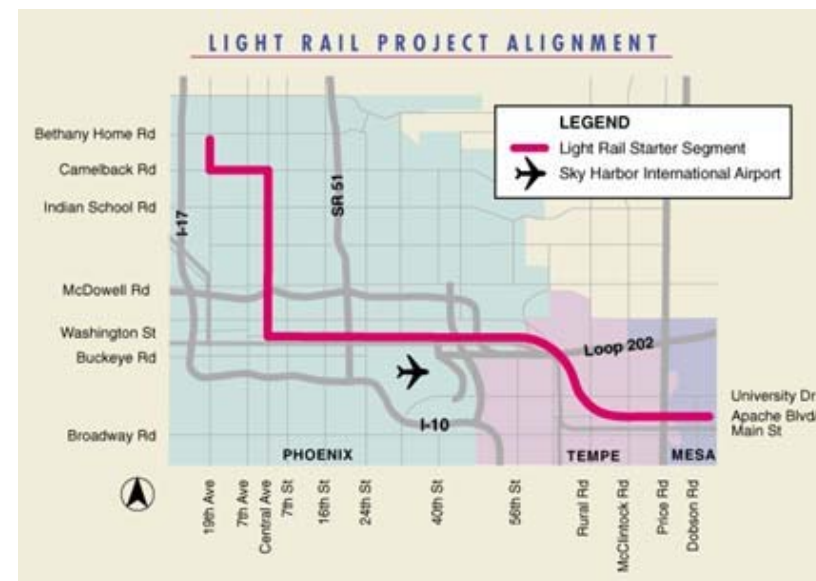 LIGHT RAIL PROJECT ALIGNMENT
LEGEND
Light Rail Starter Segment
Sky Harbor International Airport
Bethany Home Rd
Camelback Rd
Indian School Rd
McDowell Rd
Washington St
Buckeye Rd
Broadway Rd
I-17
SR 51
Loop 202
I-10
University Dr
Apache Blvd
Main St
PHOENIX
TEMPE
MESA
19th Ave
7th Ave
Central Ave
7th St
16th St
24th St
40th St
56th St
Rural Rd
McClintock Rd
Price Rd
Dobson Rd